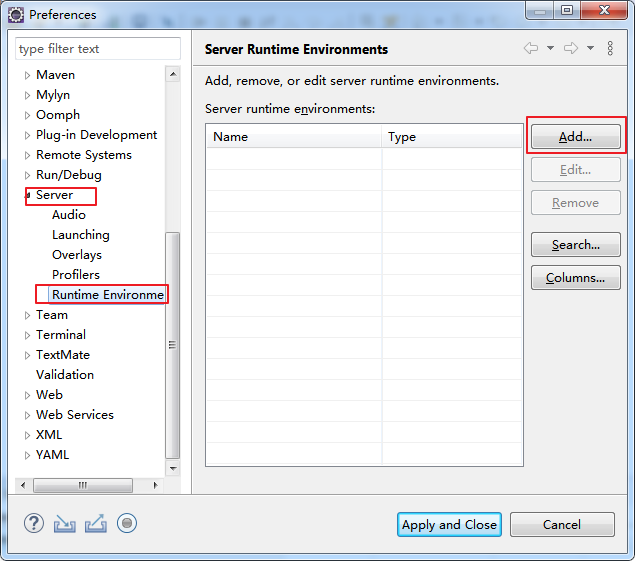 Preferences
type filter text
Maven
Mylyn
Oomph
Plug-in Development
Remote Systems
Run/Debug
Server
Audio
Launching
Overlays
Profilers
Runtime Environme
Team
Terminal
TextMate
Validation
Web
Web Services
XML
YAML
Server Runtime Environments
Add, remove, or edit server runtime environments.
Server runtime environments:
Name Type
Add...
Edit...
Remove
Search...
Columns...
Apply and Close Cancel